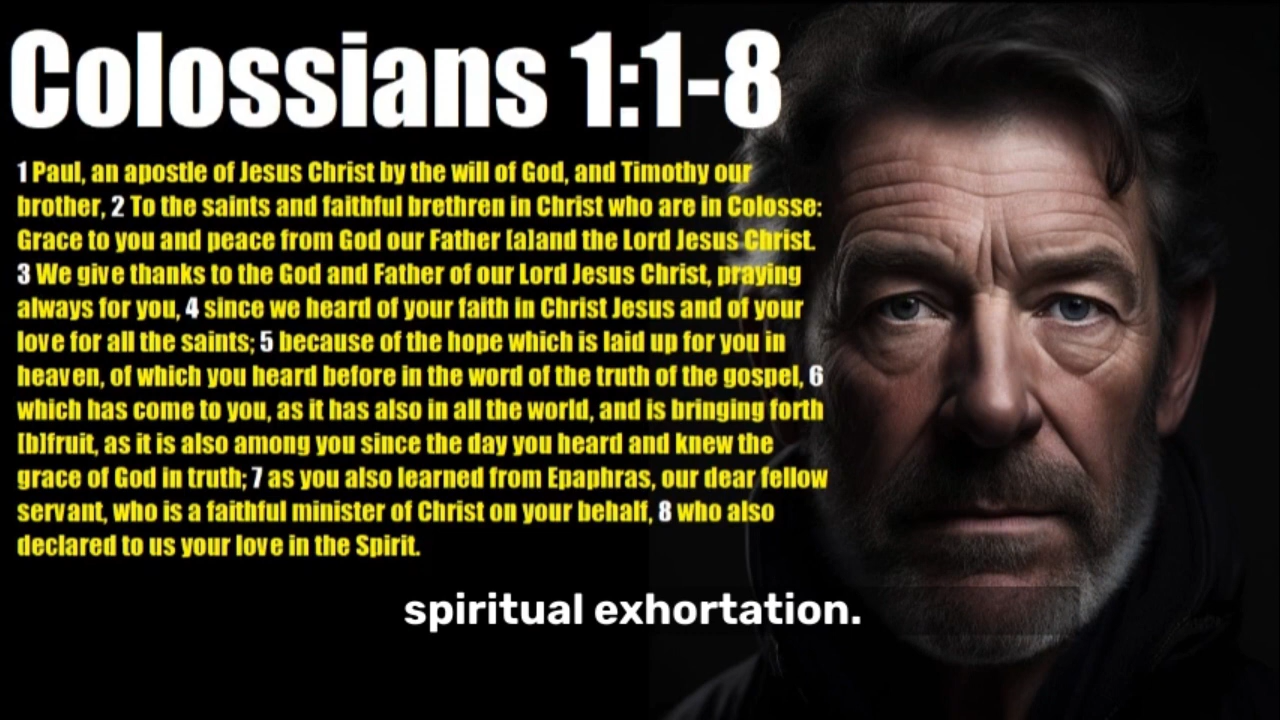 Colossians 1:1-8
1 Paul, an apostle of Jesus Christ by the will of God, and Timothy our
brother, 2 To the saints and faithful brethren in Christ who are in Colosse:
Grace to you and peace from God our Father [a]and the Lord Jesus Christ.
3 We give thanks to the God and Father of our Lord Jesus Christ, praying
always for you, 4 since we heard of your faith in Christ Jesus and of your
love for all the saints; 5 because of the hope which is laid up for you in
heaven, of which you heard before in the word of the truth of the gospel, 6
which has come to you, as it has also in all the world, and is bringing forth
[b]fruit, as it is also among you since the day you heard and knew the
grace of God in truth; 7 as you also learned from Epaphras, our dear fellow
servant, who is a faithful minister of Christ on your behalf, 8 who also
declared to us your love in the Spirit.
spiritual exhortation.